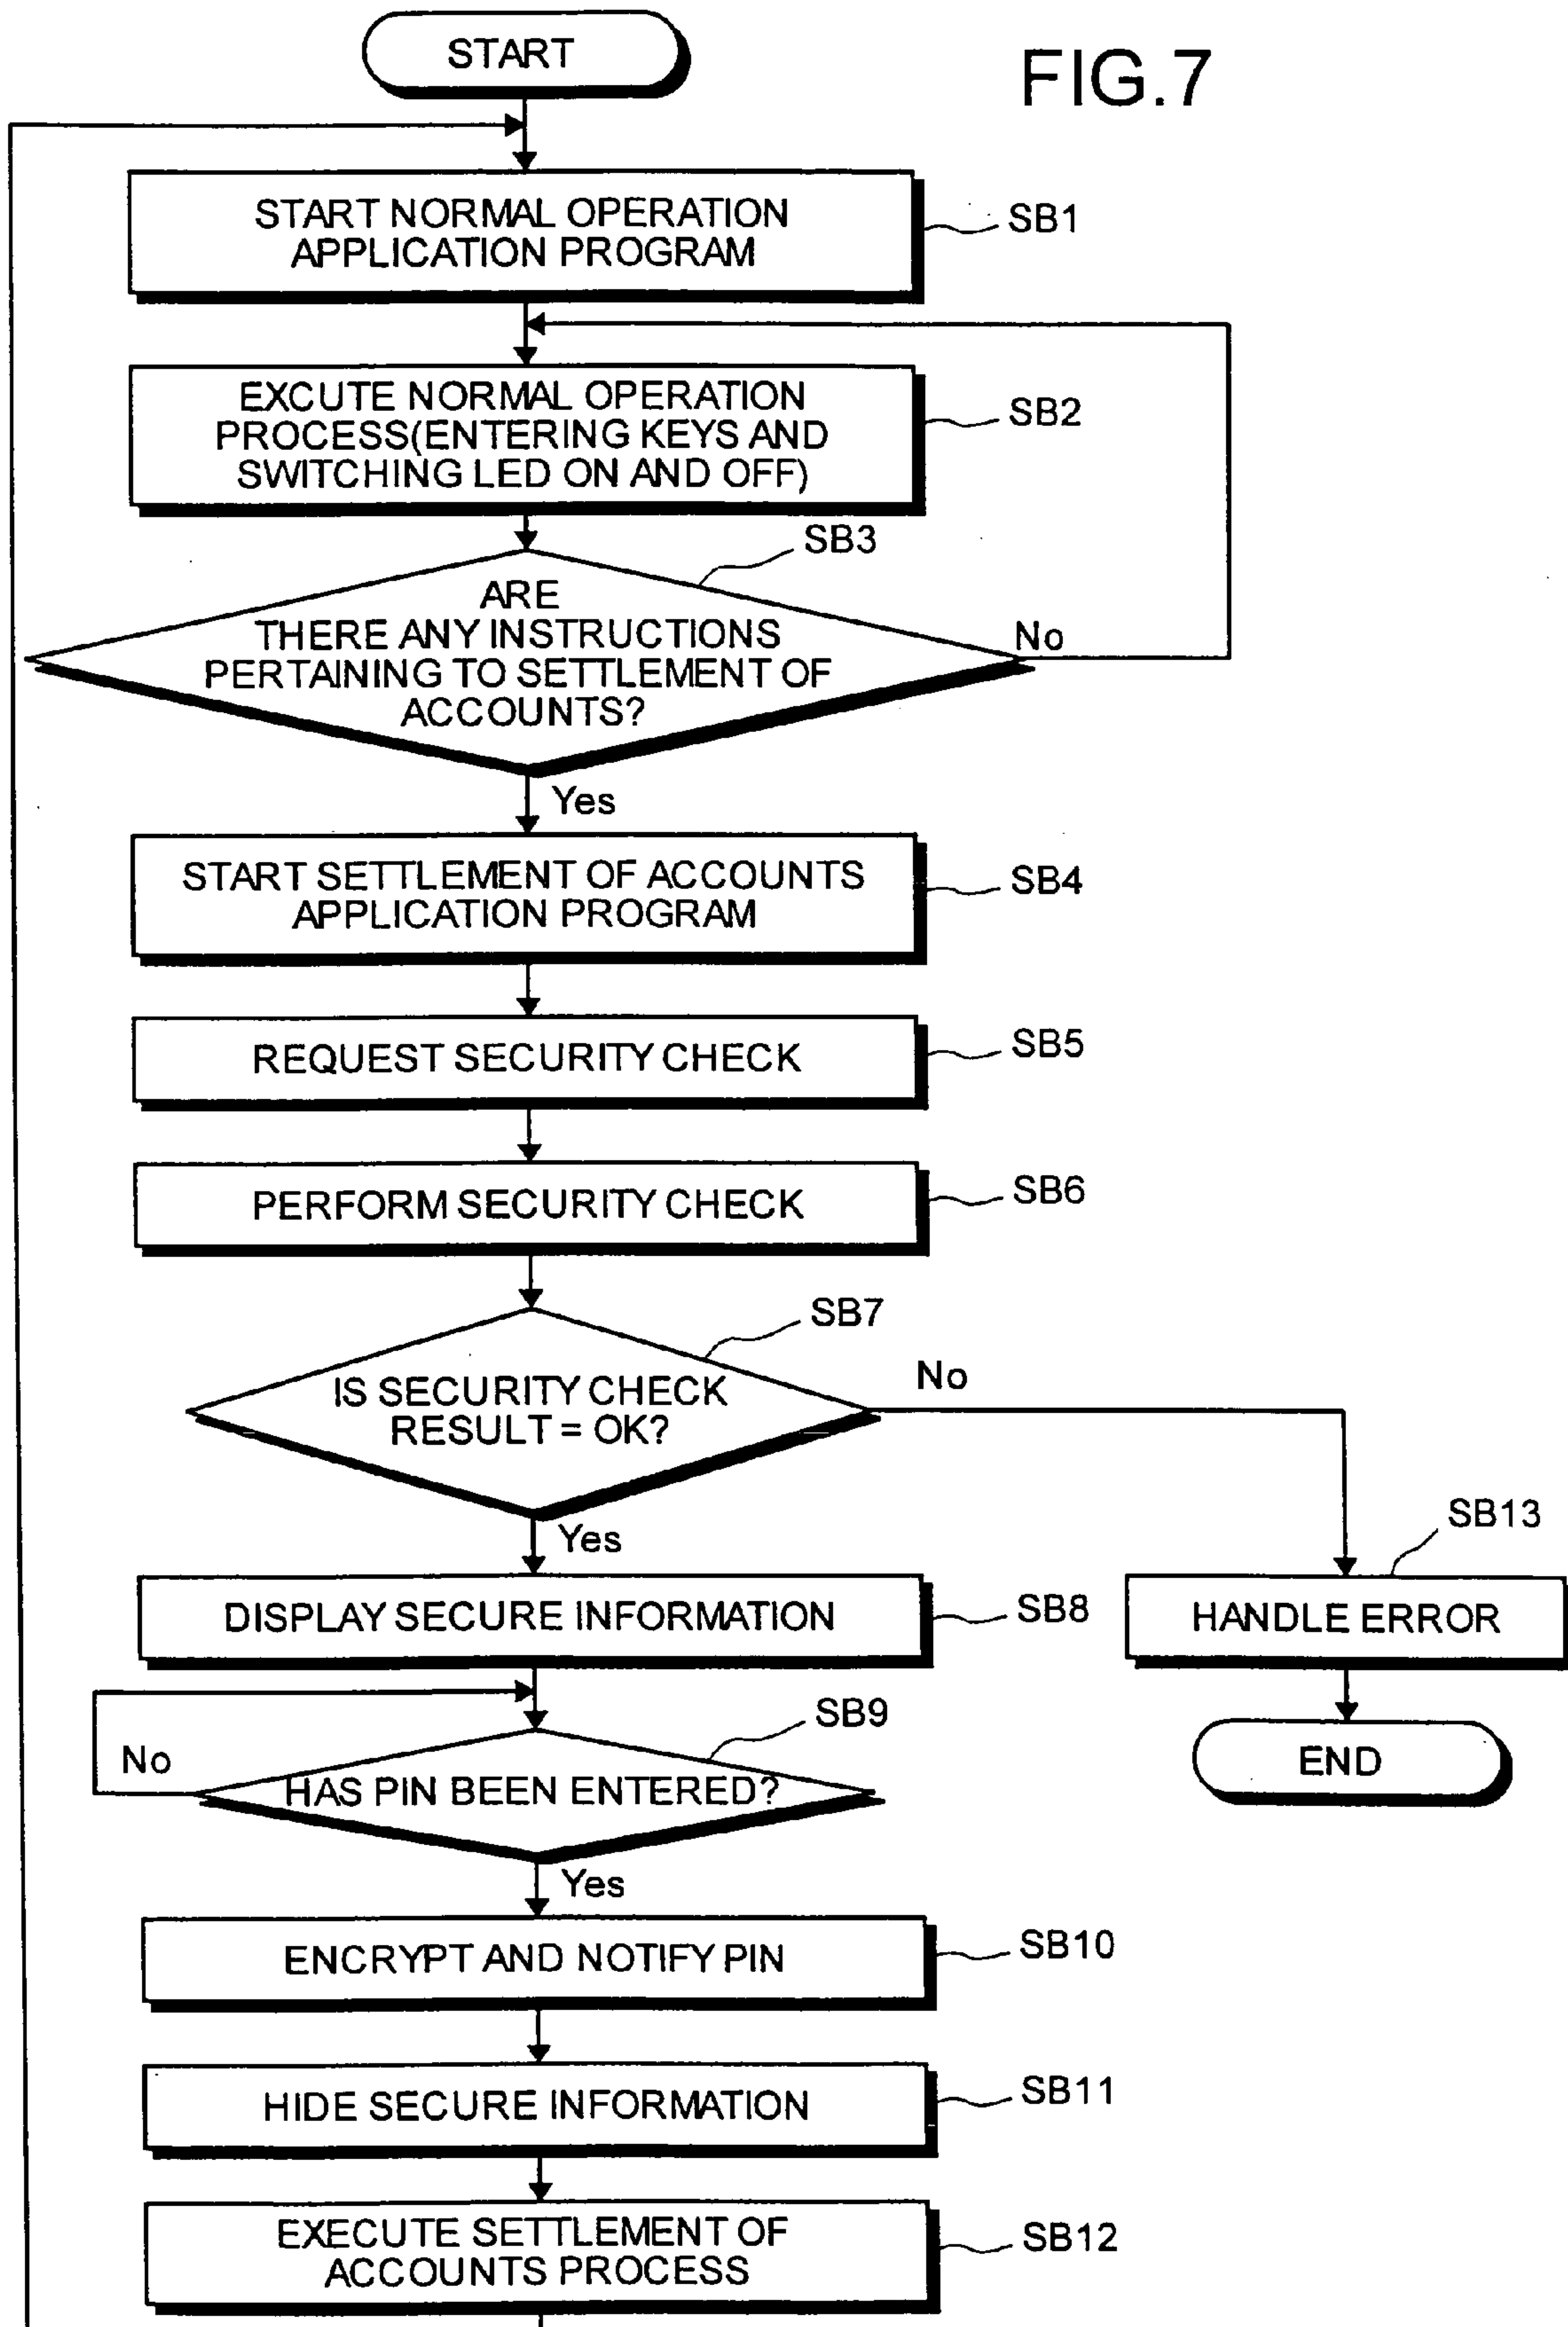 START
FIG.7
START NORMAL OPERATION
APPLICATION PROGRAM
SB1
EXCUTE NORMAL OPERATION
PROCESS(ENTERING KEYS AND
SWITCHING LED ON AND OFF)
SB2
SB3
ARE
THERE ANY INSTRUCTIONS
PERTAINING TO SETTLEMENT OF
ACCOUNTS?
No
Yes
START SETTLEMENT OF ACCOUNTS
APPLICATION PROGRAM
SB4
REQUEST SECURITY CHECK
SB5
PERFORM SECURITY CHECK
SB6
SB7
IS SECURITY CHECK
RESULT = OK?
No
Yes
SB13
DISPLAY SECURE INFORMATION
SB8
HANDLE ERROR
SB9
No
HAS PIN BEEN ENTERED?
END
Yes
ENCRYPT AND NOTIFY PIN
SB10
HIDE SECURE INFORMATION
SB11
EXECUTE SETTLEMENT OF
ACCOUNTS PROCESS
SB12